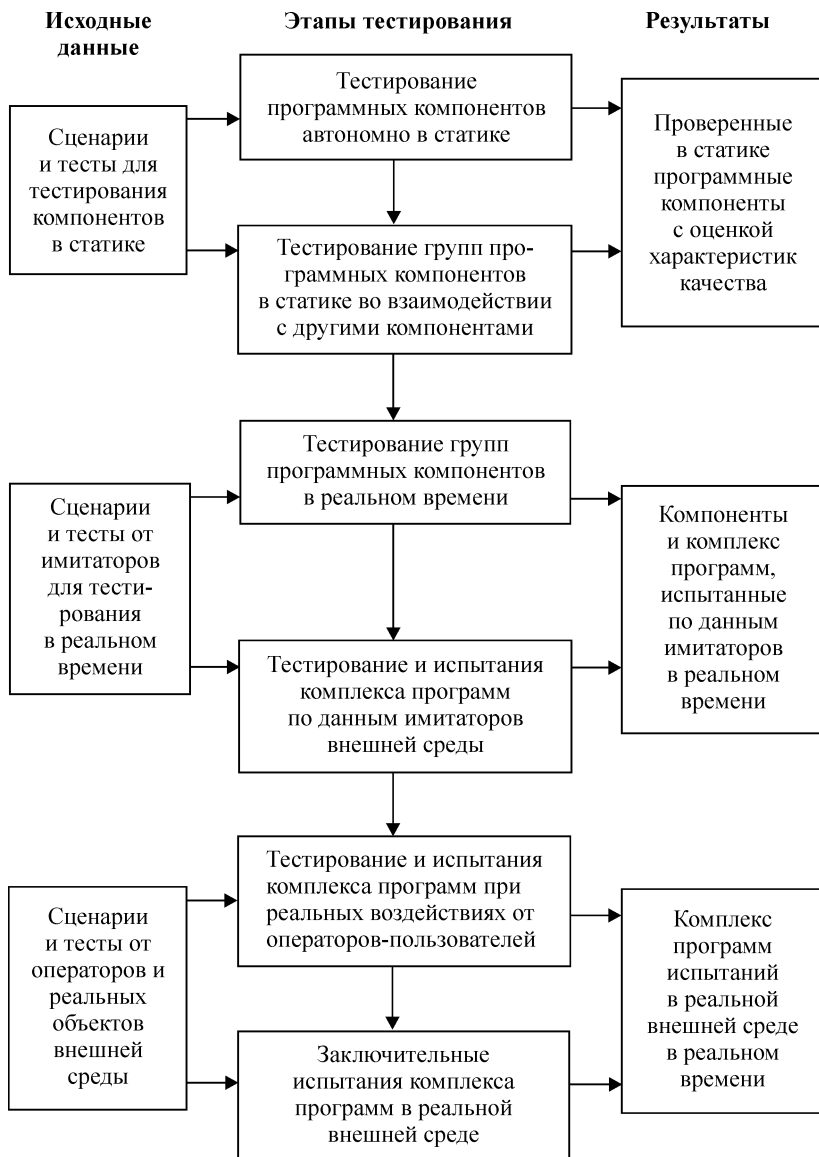 Исходные
данные
Этапы тестирования
Результаты
Тестирование
программных компонентов
автономно в статике
Сценарии
и тесты для
тестирования
компонентов
в статике
Проверенные
в статике
программные
компоненты
с оценкой
характеристик
качества
Тестирование групп про-
граммных компонентов
в статике во взаимодействии
с другими компонентами
Тестирование групп
программных компонентов
в реальном времени
Сценарии
и тесты от
имитаторов
для тести-
рования
в реальном
времени
Компоненты
и комплекс
программ,
испытанные
по данным
имитаторов
в реальном
времени
Тестирование и испытания
комплекса программ
по данным имитаторов
внешней среды
Тестирование и испытания
комплекса программ при
реальных воздействиях от
операторов-пользователей
Сценарии
и тесты от
операторов и
реальных
объектов
внешней
среды
Комплекс
программ
испытаний
в реальной
внешней среде
в реальном
времени
Заключительные
испытания комплекса
программ в реальной
внешней среде